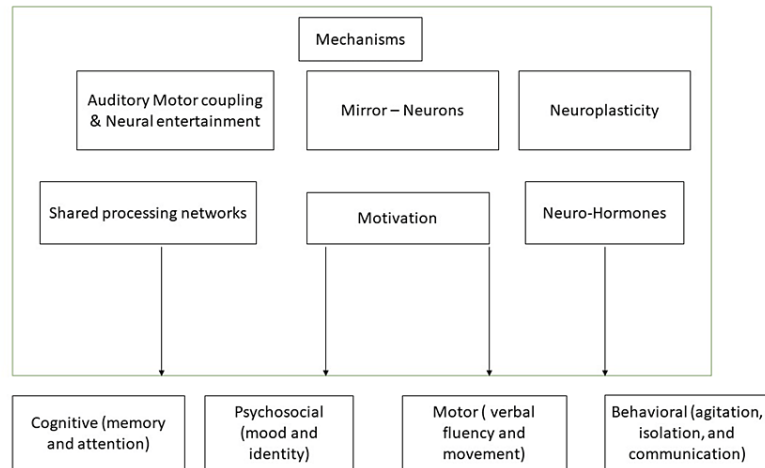 Mechanisms
Auditory Motor coupling
& Neural entertainment
Mirror – Neurons
Neuroplasticity
Shared processing networks
Motivation
Neuro-Hormones
Cognitive (memory
and attention)
Psychosocial
(mood and
identity)
Motor ( verbal
fluency and
movement)
Behavioral (agitation,
isolation, and
communication)